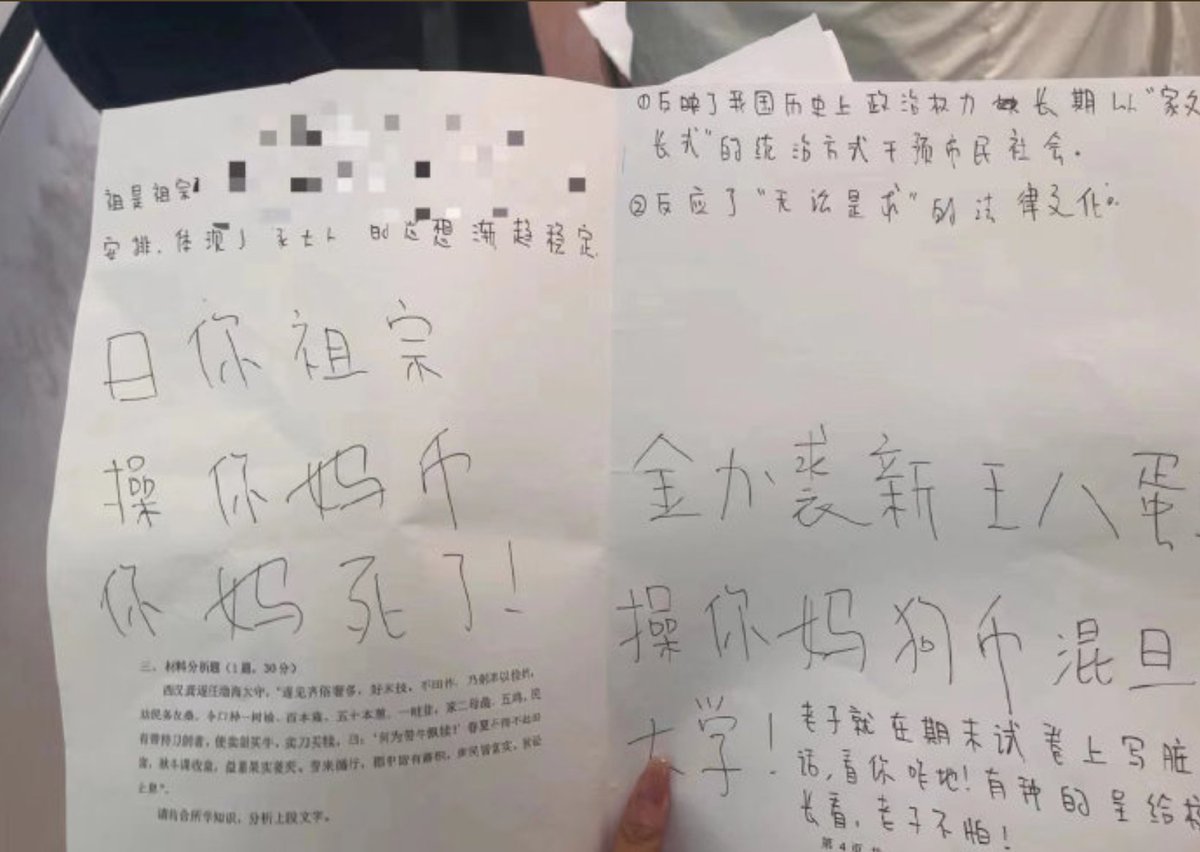 祖是祖宗
安排.体现了 的思想渐趋稳定
日你祖宗
操你妈币
你妈死了!
三、材料分析题(1题,30分)
西汉龚遂任渤海太守,“遂见齐俗奢侈,好末技,不田作,乃躬率以俭约,
劝民务农桑,令口种一树榆、百本薤、五十本葱、一畦韭,家二母彘、五鸡。民
有带持刀剑者,使卖剑买牛,卖刀买犊,曰:‘何为带牛佩犊!’春夏不得不趋田
亩,秋冬课收敛,益蓄果实菱芡。劳来循行,郡中皆有蓄积,吏民皆富实。狱讼
止息”。
请结合所学知识,分析上段文字。
①反映了我国历史上政治权力 长期以“家父
长式”的统治方式干预市民社会.
②反应了“无法是求”的法律文化.
金力裘新王八蛋
操你妈狗币混旦
大学!
老子就在期末试卷上写脏
话,看你咋地!有种的呈给校
长看,老子不怕!
第4页 共